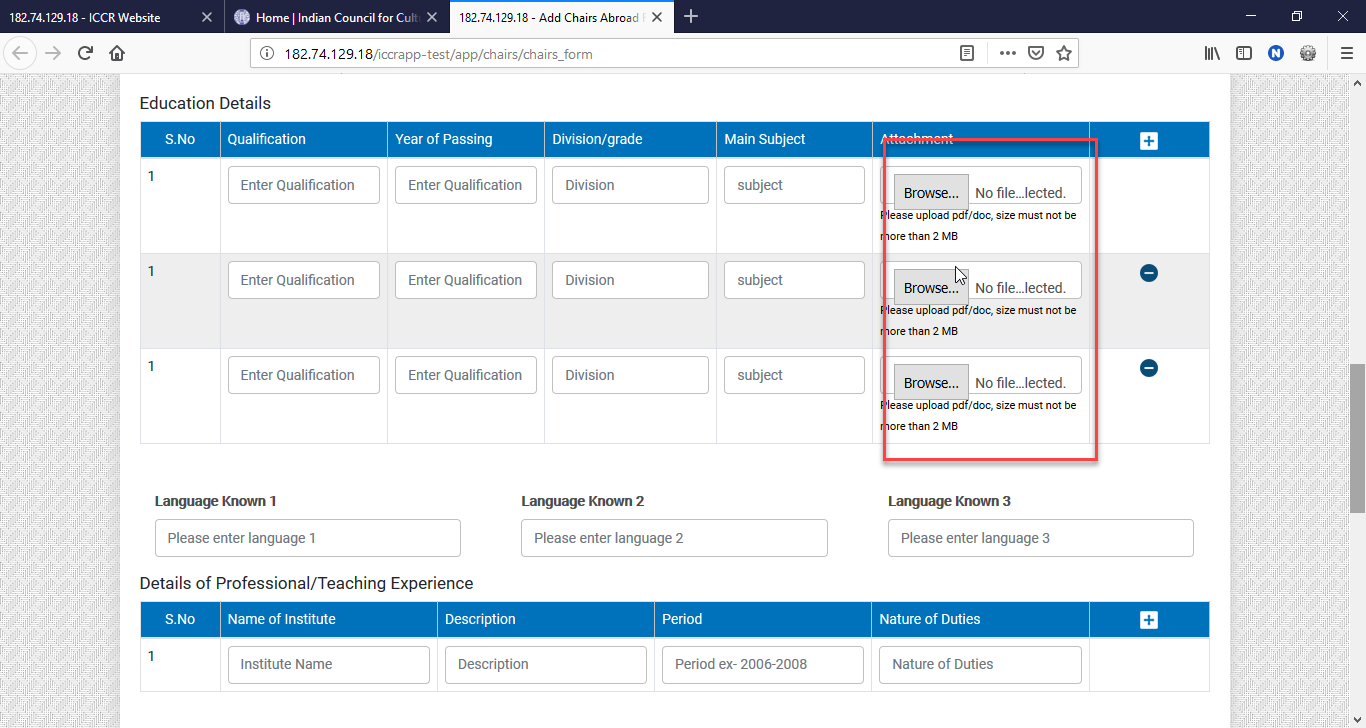 182.74.129.18 - ICCR Website
Home | Indian Council for Cult
182.74.129.18 - Add Chairs Abroad F
182.74.129.18/iccrapp-test/app/chairs/chairs_form
N
Education Details
S.No Qualification Year of Passing Division/grade Main Subject Attachment
1 Enter Qualification Enter Qualification Division subject Browse... No file...lected.
Please upload pdf/doc, size must not be
more than 2 MB
1 Enter Qualification Enter Qualification Division subject Browse... No file...lected.
Please upload pdf/doc, size must not be
more than 2 MB
1 Enter Qualification Enter Qualification Division subject Browse... No file...lected.
Please upload pdf/doc, size must not be
more than 2 MB
Language Known 1 Language Known 2 Language Known 3
Please enter language 1 Please enter language 2 Please enter language 3
Details of Professional/Teaching Experience
S.No Name of Institute Description Period Nature of Duties
1 Institute Name Description Period ex- 2006-2008 Nature of Duties